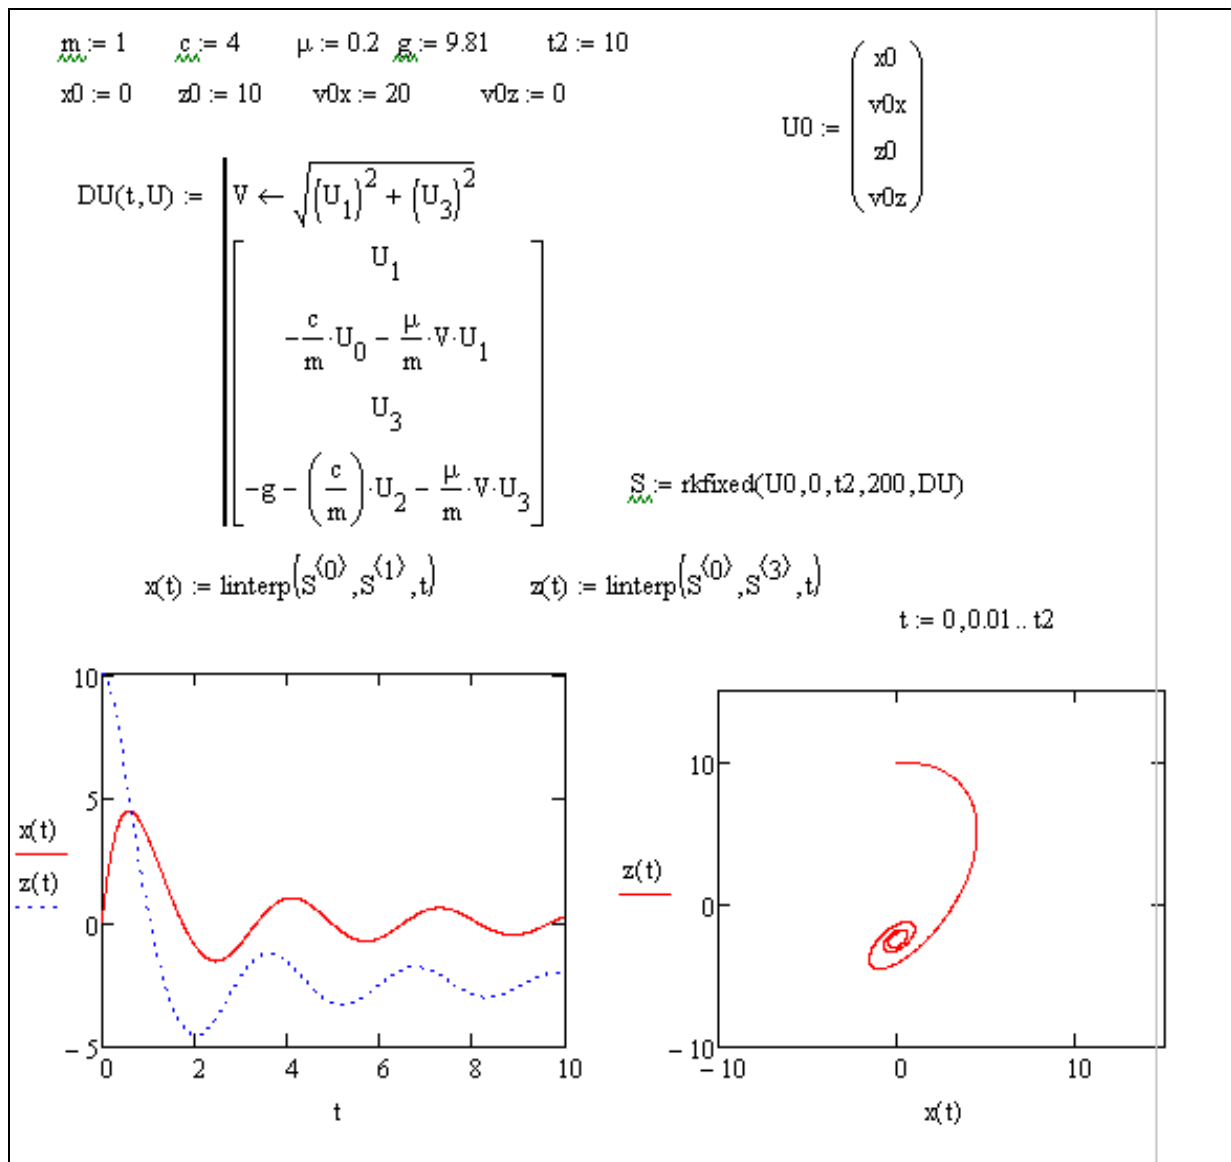 m := 1 c := 4 μ := 0.2 g := 9.81 t2 := 10
x0 := 0 z0 := 10 v0x := 20 v0z := 0
U0 :=
x0
v0x
z0
v0z
DU(t,U) := V ← √((U₁)² + (U₃)²)
U₁
-c/m·U₀ - μ/m·V·U₁
U₃
-g - (c/m)·U₂ - μ/m·V·U₃
S := rkfixed(U0,0,t2,200,DU)
x(t) := linterp(S⟨0⟩,S⟨1⟩,t) z(t) := linterp(S⟨0⟩,S⟨3⟩,t)
t := 0,0.01 .. t2
10
5
0
-5
x(t)
z(t)
0 2 4 6 8 10
t
10
0
-10
z(t)
-10 0 10
x(t)